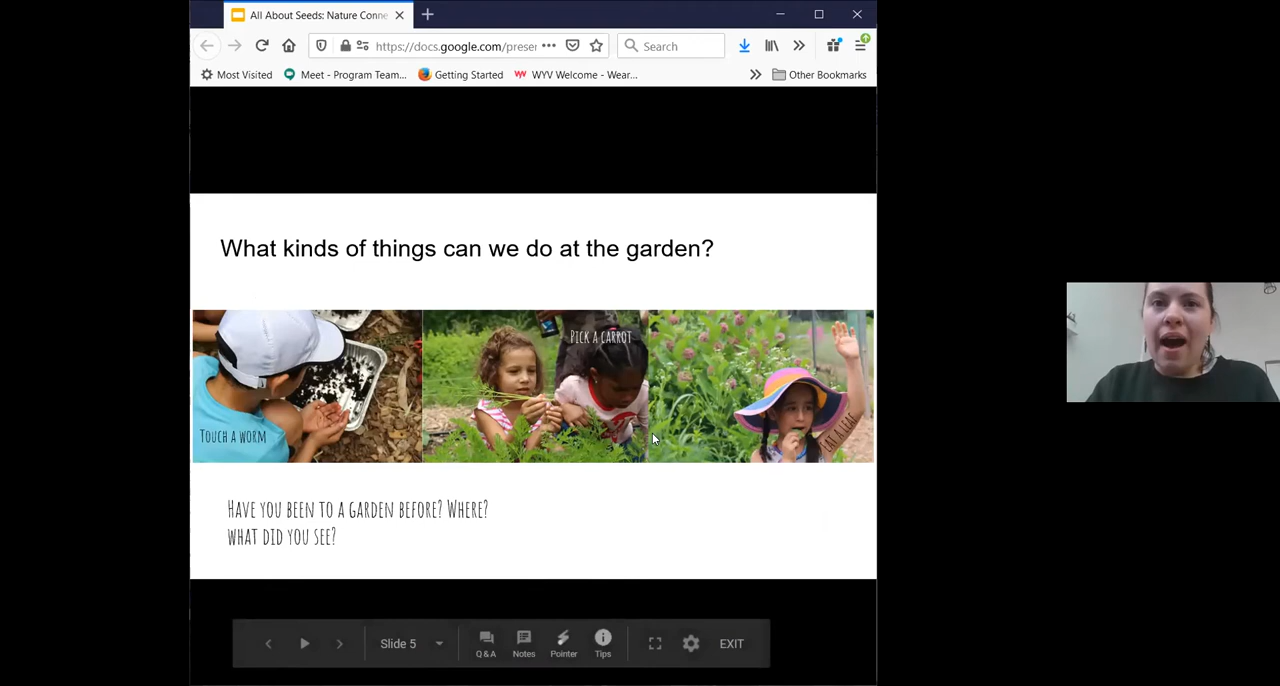 All About Seeds: Nature Conne
https://docs.google.com/preser
Search
Most Visited
Meet - Program Team...
Getting Started
WYV Welcome - Wear...
Other Bookmarks
What kinds of things can we do at the garden?
TOUCH A WORM
PICK A CARROT
EAT A LEAF
HAVE YOU BEEN TO A GARDEN BEFORE? WHERE?
WHAT DID YOU SEE?
Slide 5
Q & A
Notes
Pointer
Tips
EXIT